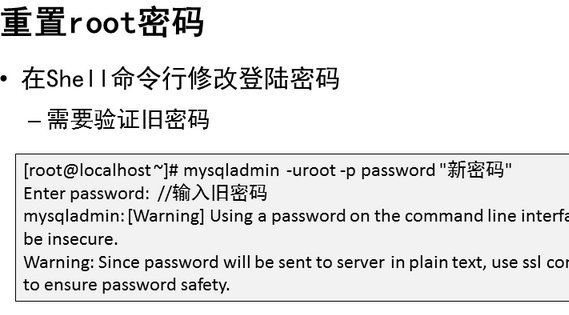 重置root密码
• 在Shell命令行修改登陆密码
– 需要验证旧密码
[root@localhost ~]# mysqladmin -uroot -p password "新密码"
Enter password: //输入旧密码
mysqladmin: [Warning] Using a password on the command line interfa
be insecure.
Warning: Since password will be sent to server in plain text, use ssl con
to ensure password safety.